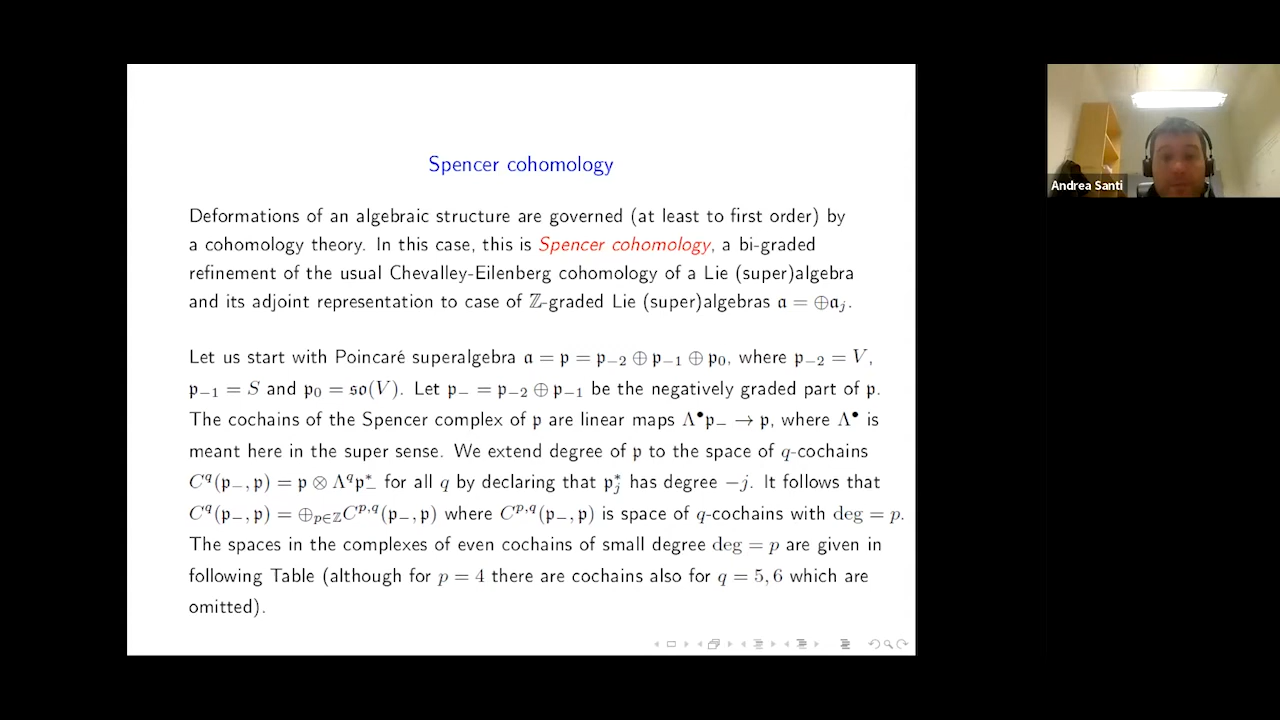 Spencer cohomology
Deformations of an algebraic structure are governed (at least to first order) by
a cohomology theory. In this case, this is Spencer cohomology, a bi-graded
refinement of the usual Chevalley-Eilenberg cohomology of a Lie (super)algebra
and its adjoint representation to case of ℤ-graded Lie (super)algebras 𝔞 = ⊕𝔞ⱼ.
Let us start with Poincaré superalgebra 𝔞 = 𝔭 = 𝔭₋₂ ⊕ 𝔭₋₁ ⊕ 𝔭₀, where 𝔭₋₂ = V,
𝔭₋₁ = S and 𝔭₀ = 𝔰𝔬(V). Let 𝔭₋ = 𝔭₋₂ ⊕ 𝔭₋₁ be the negatively graded part of 𝔭.
The cochains of the Spencer complex of 𝔭 are linear maps Λ^•𝔭₋ → 𝔭, where Λ^• is
meant here in the super sense. We extend degree of 𝔭 to the space of q-cochains
C^q(𝔭₋, 𝔭) = 𝔭 ⊗ Λ^q𝔭₋^* for all q by declaring that 𝔭ⱼ^* has degree −j. It follows that
C^q(𝔭₋, 𝔭) = ⊕_{p∈ℤ}C^{p,q}(𝔭₋, 𝔭) where C^{p,q}(𝔭₋, 𝔭) is space of q-cochains with deg = p.
The spaces in the complexes of even cochains of small degree deg = p are given in
following Table (although for p = 4 there are cochains also for q = 5, 6 which are
omitted).
Andrea Santi